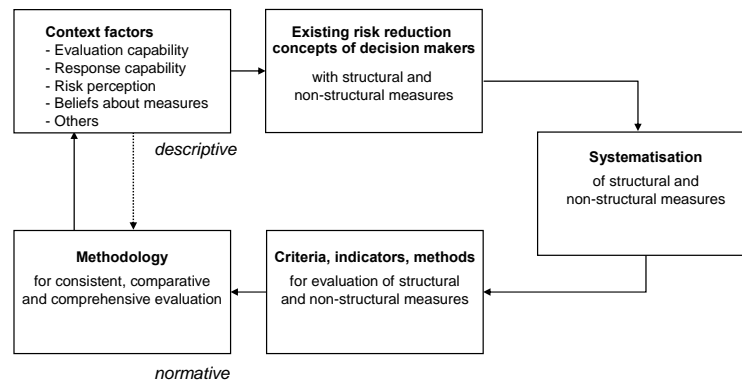 Context factors
- Evaluation capability
- Response capability
- Risk perception
- Beliefs about measures
- Others
descriptive
Existing risk reduction
concepts of decision makers
with structural and
non-structural measures
Systematisation
of structural and
non-structural measures
Criteria, indicators, methods
for evaluation of structural
and non-structural measures
Methodology
for consistent, comparative
and comprehensive evaluation
normative